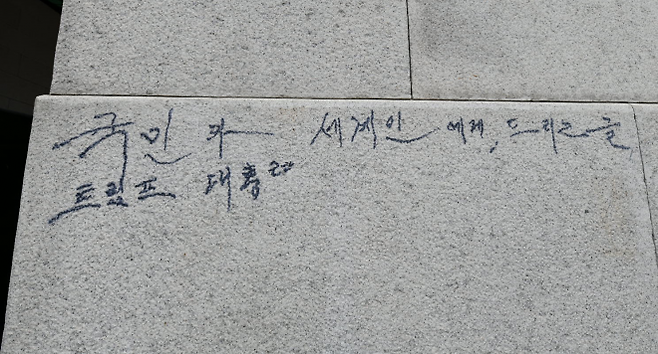 국민과 세계인에게, 드리는 글
트럼프 대통령